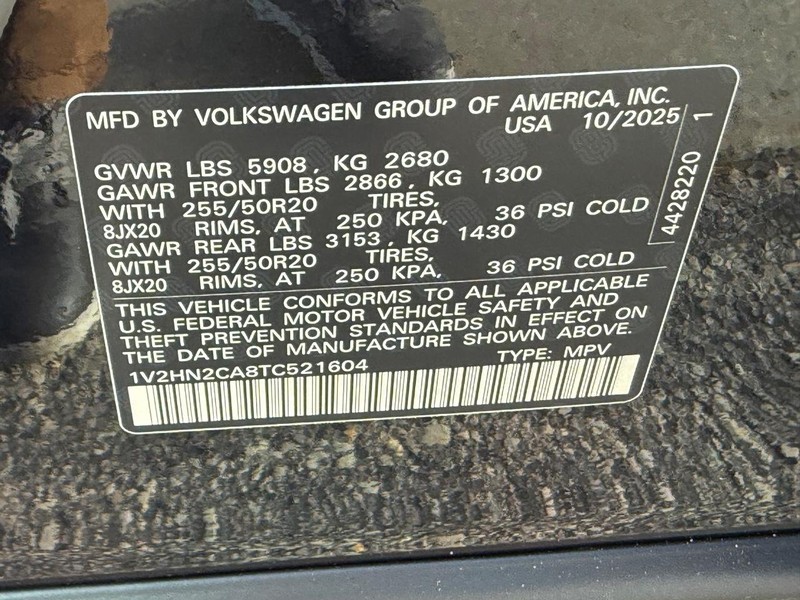 MFD BY VOLKSWAGEN GROUP OF AMERICA, INC.
USA 10/2025
GVWR LBS 5908, KG 2680
GAWR FRONT LBS 2866, KG 1300
WITH 255/50R20 TIRES,
8JX20 RIMS, AT 250 KPA, 36 PSI COLD
GAWR REAR LBS 3153, KG 1430
WITH 255/50R20 TIRES,
8JX20 RIMS, AT 250 KPA, 36 PSI COLD
THIS VEHICLE CONFORMS TO ALL APPLICABLE
U.S. FEDERAL MOTOR VEHICLE SAFETY AND
THEFT PREVENTION STANDARDS IN EFFECT ON
THE DATE OF MANUFACTURE SHOWN ABOVE.
1V2HN2CA8TC521604 TYPE: MPV
4428220 1